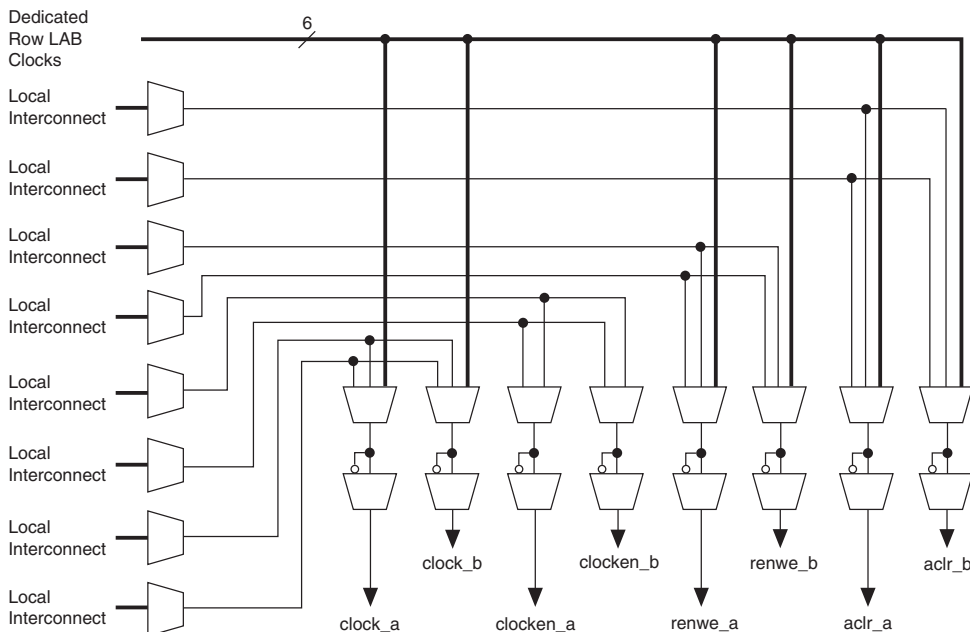 Dedicated
Row LAB
Clocks
6
Local
Interconnect
Local
Interconnect
Local
Interconnect
Local
Interconnect
Local
Interconnect
Local
Interconnect
Local
Interconnect
Local
Interconnect
clock_b
clocken_b
renwe_b
aclr_b
clock_a
clocken_a
renwe_a
aclr_a